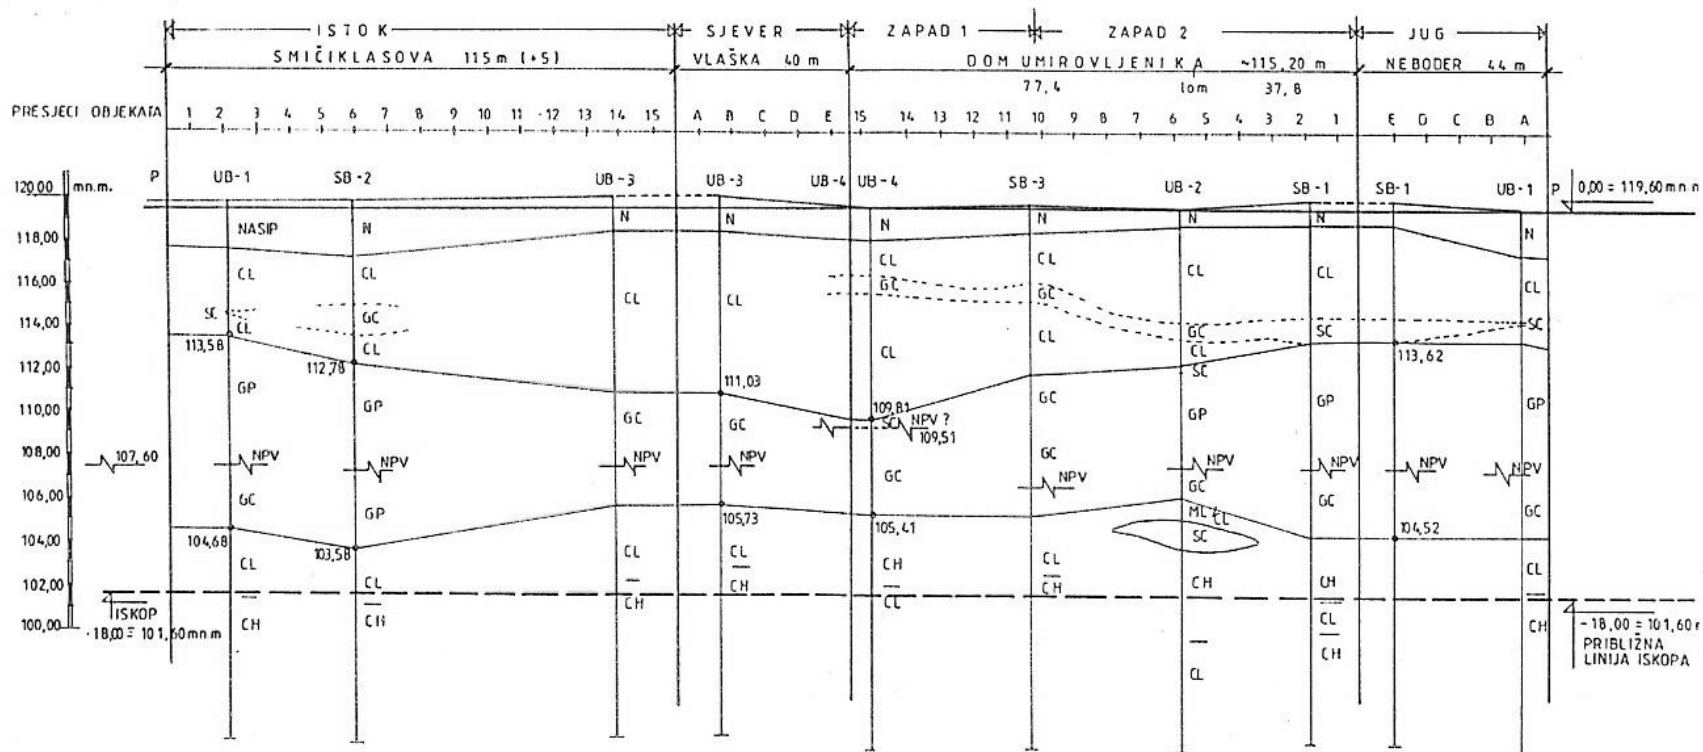 ISTOK SJEVER ZAPAD 1 ZAPAD 2 JUG
SMIČIKLASOVA 115 m (+5) VLAŠKA 40 m DOM UMIROVLJENIKA ~115,20 m NEBODER 44 m
77,4 lom 37,8
PRESJECI OBJEKATA 1 2 3 4 5 6 7 8 9 10 11 12 13 14 15 A B C D E 15 14 13 12 11 10 9 8 7 6 5 4 3 2 1 E D C B A
P UB-1 SB-2 UB-3 UB-3 UB-4 UB-4 SB-3 UB-2 SB-1 SB-1 UB-1 P
12000 mn.m. 0,00 = 119,60 mn.m
NASIP N N N N N N N N
118,00
CL CL CL CL CL CL CL CL CL
116,00
GC GC
SC CL GC CL CL GC SC SC
114,00
113,58 112,78 CL CL CL SC 113,62
112,00
GP GP 111,03 GC GP GP GP
110,00
GC GC 109,81 SC NPV ? 109,51
108,00
107,60 NPV NPV NPV NPV GC GC NPV NPV NPV NPV NPV
106,00
GC GP 105,73 105,41 GC GC GC
104,00
104,68 103,58 ML CL SC 104,52
CL CL CL CH CL CL
102,00
CL CH CH CL CH CH CH
ISKOP
100,00 -18,00 = 101,60 mn.m CH CH CL CH -18,00 = 101,60
PRIBLIŽNA
LINIJA ISKOPA
CH CL